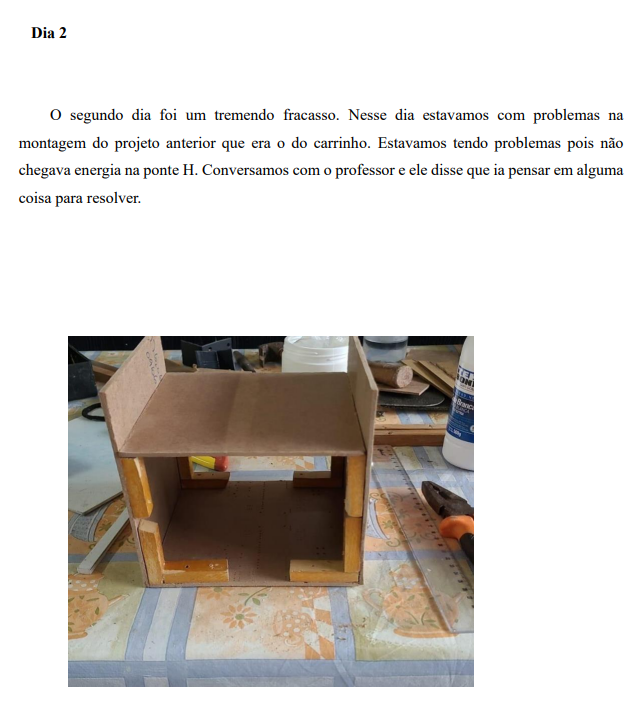 Dia 2
O segundo dia foi um tremendo fracasso. Nesse dia estavamos com problemas na
montagem do projeto anterior que era o do carrinho. Estavamos tendo problemas pois não
chegava energia na ponte H. Conversamos com o professor e ele disse que ia pensar em alguma
coisa para resolver.